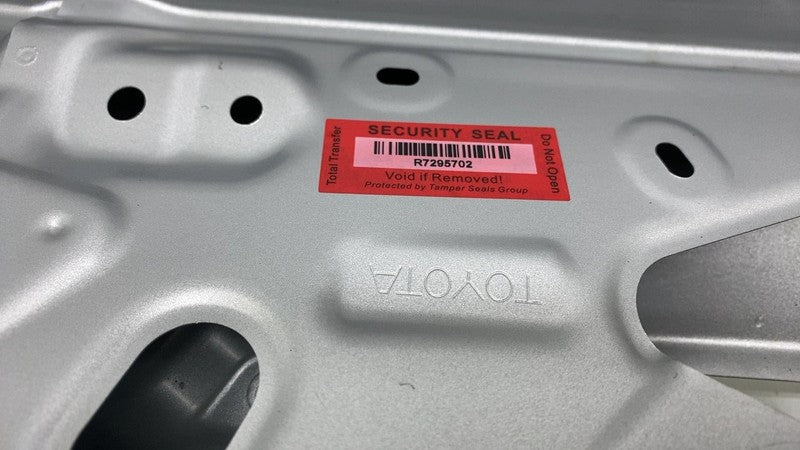 SECURITY SEAL
Total Transfer
Do Not Open
R7295702
Void if Removed!
Protected by Tamper Seals Group
TOYOTA